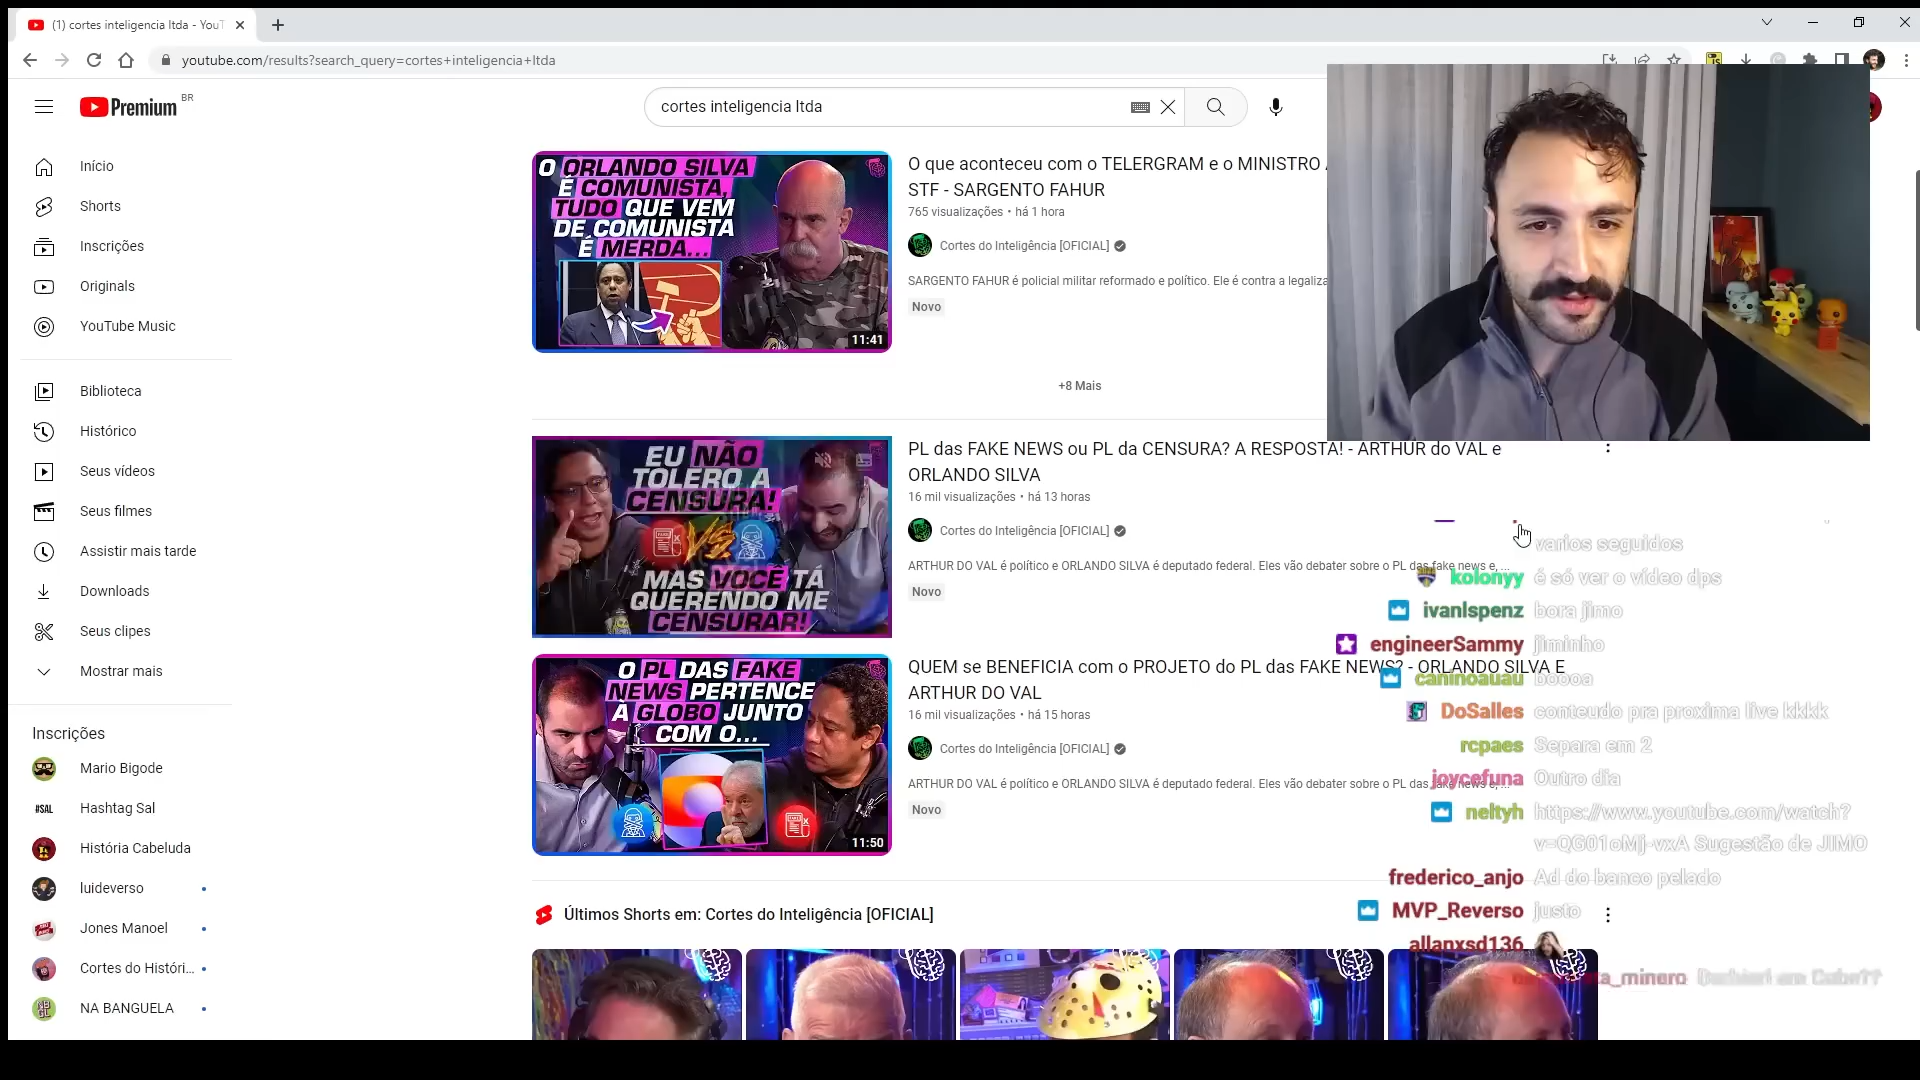 (1) cortes inteligencia ltda - YouT
youtube.com/results?search_query=cortes+inteligencia+ltda
Premium BR
cortes inteligencia ltda
Início
Shorts
Inscrições
Originals
YouTube Music
Biblioteca
Histórico
Seus vídeos
Seus filmes
Assistir mais tarde
Downloads
Seus clipes
Mostrar mais
Inscrições
Mario Bigode
#SAL
Hashtag Sal
História Cabeluda
luideverso
Jones Manoel
Cortes do Históri...
NA BANGUELA
O ORLANDO SILVA
É COMUNISTA,
TUDO QUE VEM
DE COMUNISTA
É MERDA...
11:41
O que aconteceu com o TELERGRAM e o MINISTRO
STF - SARGENTO FAHUR
765 visualizações • há 1 hora
Cortes do Inteligência [OFICIAL]
SARGENTO FAHUR é policial militar reformado e político. Ele é contra a legaliza
Novo
+8 Mais
EU NÃO
TOLERO A
CENSURA!
VS
MAS VOCÊ TÁ
QUERENDO ME
CENSURAR!
PL das FAKE NEWS ou PL da CENSURA? A RESPOSTA! - ARTHUR do VAL e
ORLANDO SILVA
16 mil visualizações • há 13 horas
Cortes do Inteligência [OFICIAL]
ARTHUR DO VAL é político e ORLANDO SILVA é deputado federal. Eles vão debater sobre o PL das fake news e, ...
Novo
O PL DAS FAKE
NEWS PERTENCE
À GLOBO JUNTO
COM O...
11:50
QUEM se BENEFICIA com o PROJETO do PL das FAKE NEWS? - ORLANDO SILVA E
ARTHUR DO VAL
16 mil visualizações • há 15 horas
Cortes do Inteligência [OFICIAL]
ARTHUR DO VAL é político e ORLANDO SILVA é deputado federal. Eles vão debater sobre o PL das fake news e, ...
Novo
Últimos Shorts em: Cortes do Inteligência [OFICIAL]
varios seguidos
kolonyy é só ver o vídeo dps
ivanlspenz bora jimo
engineerSammy jiminho
caninoauau boooa
DoSalles conteudo pra proxima live kkkk
rcpaes Separa em 2
joycefuna Outro dia
neltyh https://www.youtube.com/watch?
v=QG01oMj-vxA Sugestão de JIMO
frederico_anjo Ad do banco pelado
MVP_Reverso justo
allanxsd136